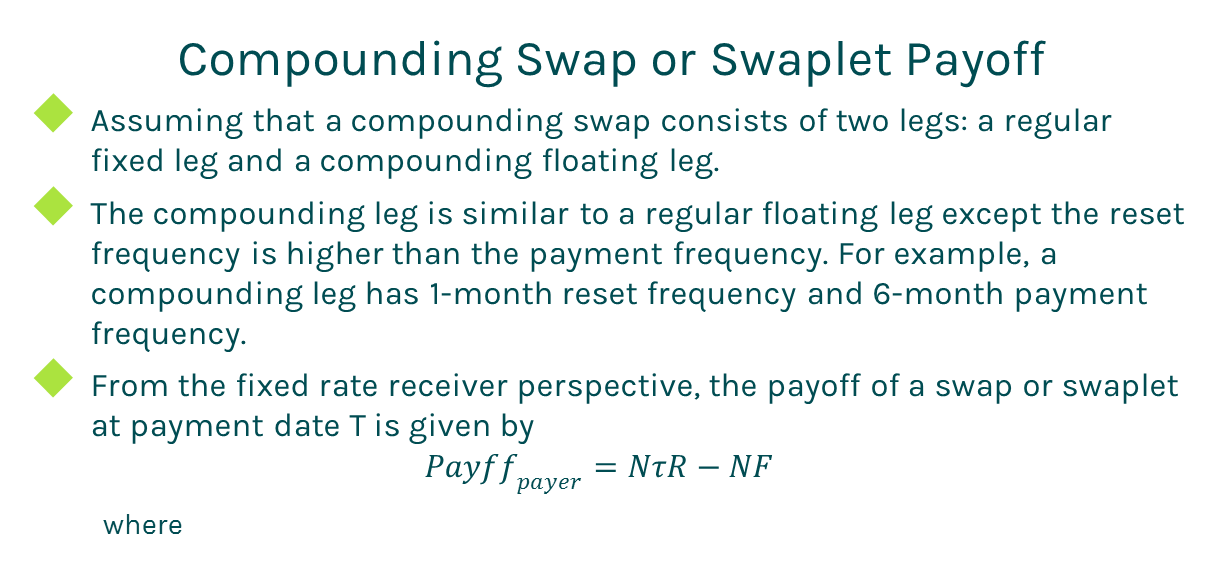 Compounding Swap or Swaplet Payoff
Assuming that a compounding swap consists of two legs: a regular
fixed leg and a compounding floating leg.
The compounding leg is similar to a regular floating leg except the reset
frequency is higher than the payment frequency. For example, a
compounding leg has 1-month reset frequency and 6-month payment
frequency.
From the fixed rate receiver perspective, the payoff of a swap or swaplet
at payment date T is given by
Payff_payer = NτR − NF
where